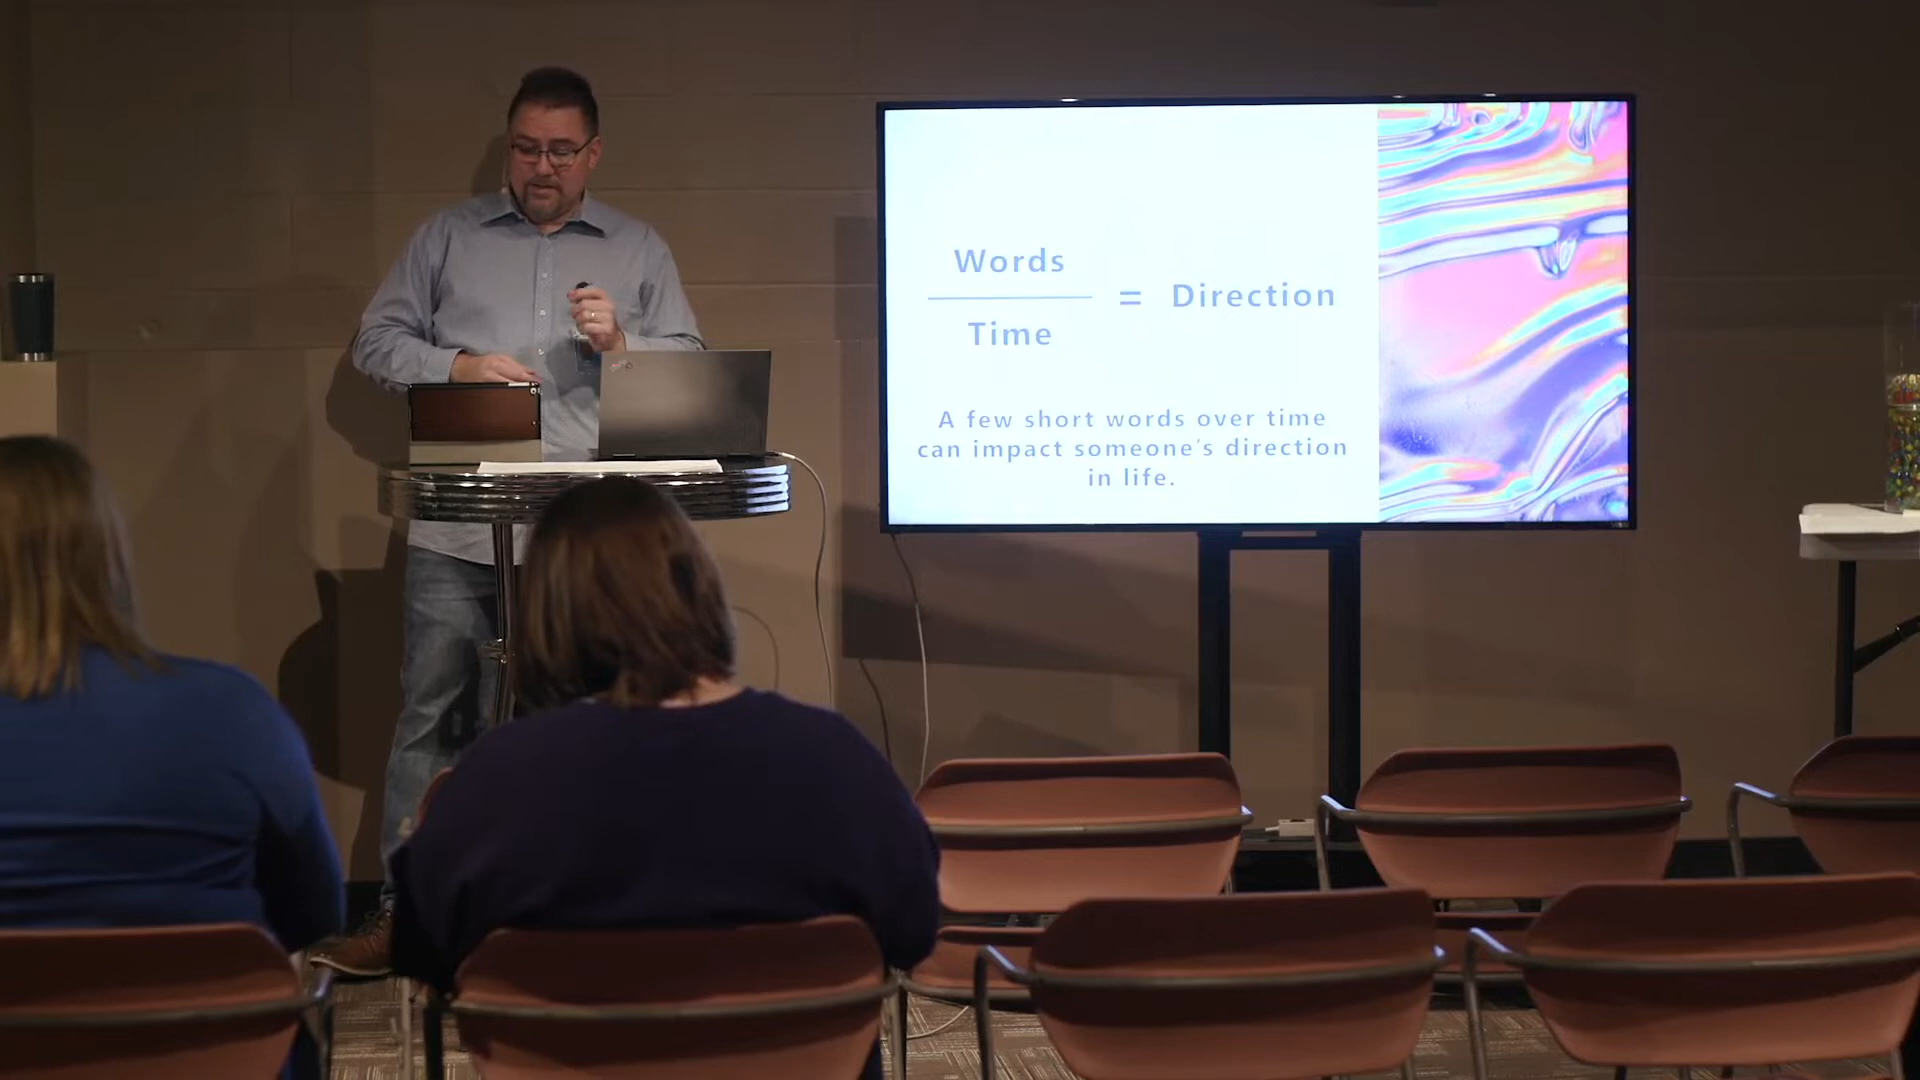 Words
Time
= Direction
A few short words over time
can impact someone's direction
in life.